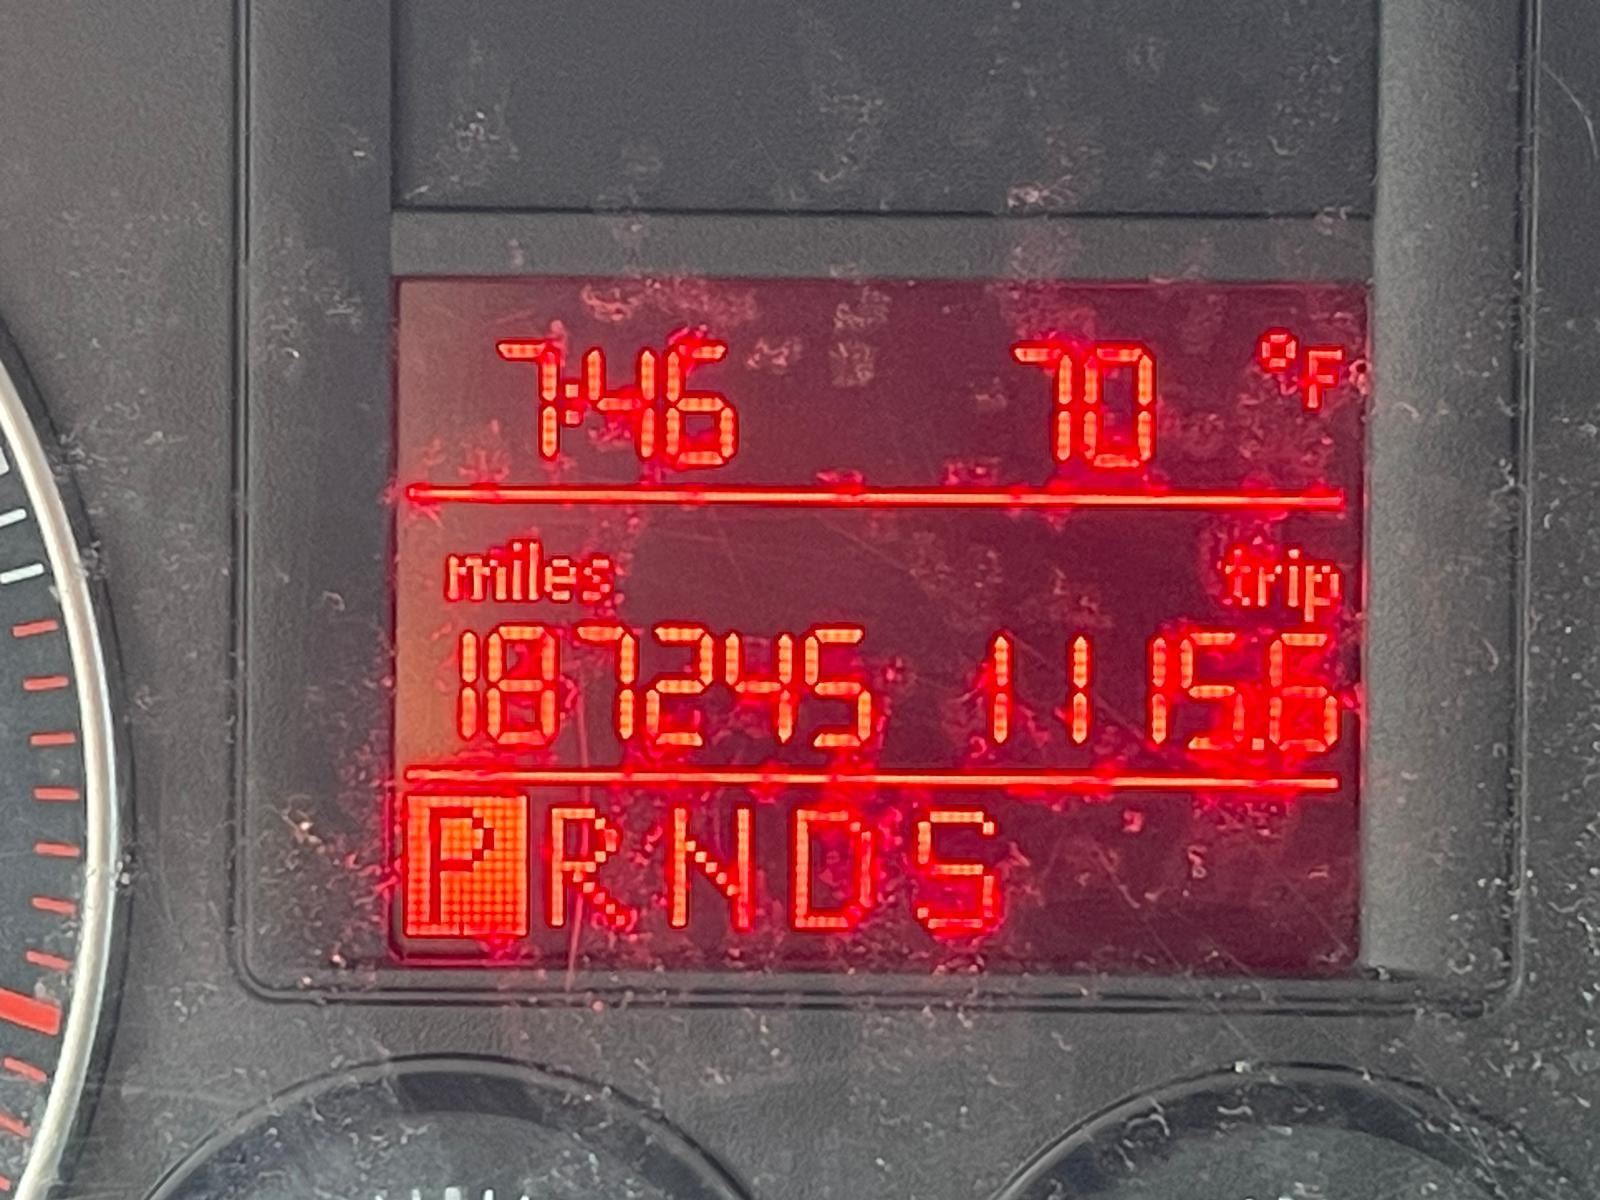 7:46 70 °F
miles trip
187245 1115.6
PRNDS